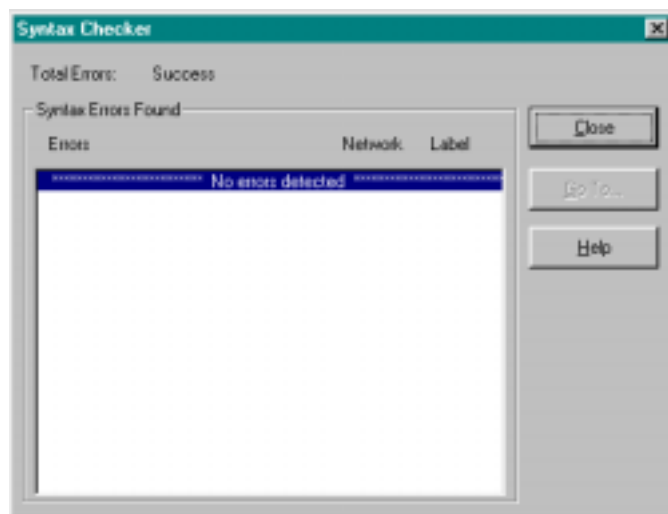 Syntax Checker
Total Errors: Success
Syntax Errors Found
Close
Errors Network Label
********************** No errors detected **********************
Go To...
Help